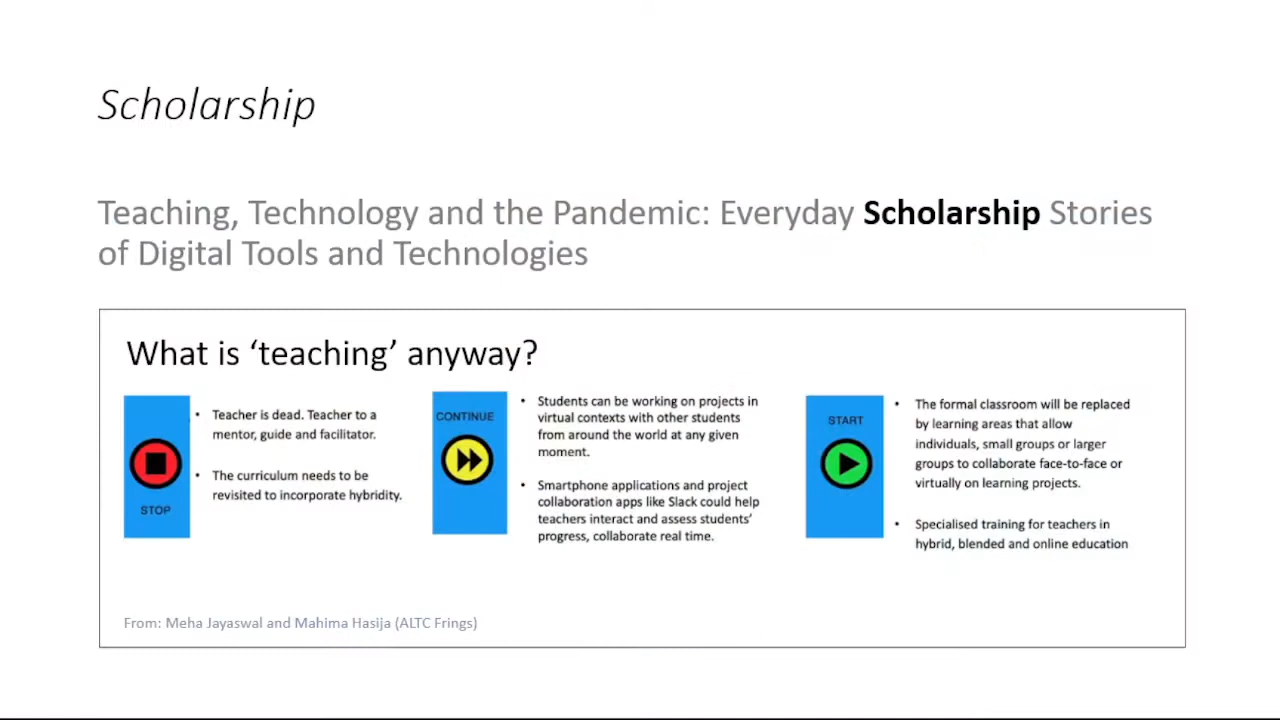 Scholarship
Teaching, Technology and the Pandemic: Everyday Scholarship Stories
of Digital Tools and Technologies
What is ‘teaching’ anyway?
STOP
• Teacher is dead. Teacher to a
mentor, guide and facilitator.
• The curriculum needs to be
revisited to incorporate hybridity.
CONTINUE
• Students can be working on projects in
virtual contexts with other students
from around the world at any given
moment.
• Smartphone applications and project
collaboration apps like Slack could help
teachers interact and assess students’
progress, collaborate real time.
START
• The formal classroom will be replaced
by learning areas that allow
individuals, small groups or larger
groups to collaborate face-to-face or
virtually on learning projects.
• Specialised training for teachers in
hybrid, blended and online education
From: Meha Jayaswal and Mahima Hasija (ALTC Frings)